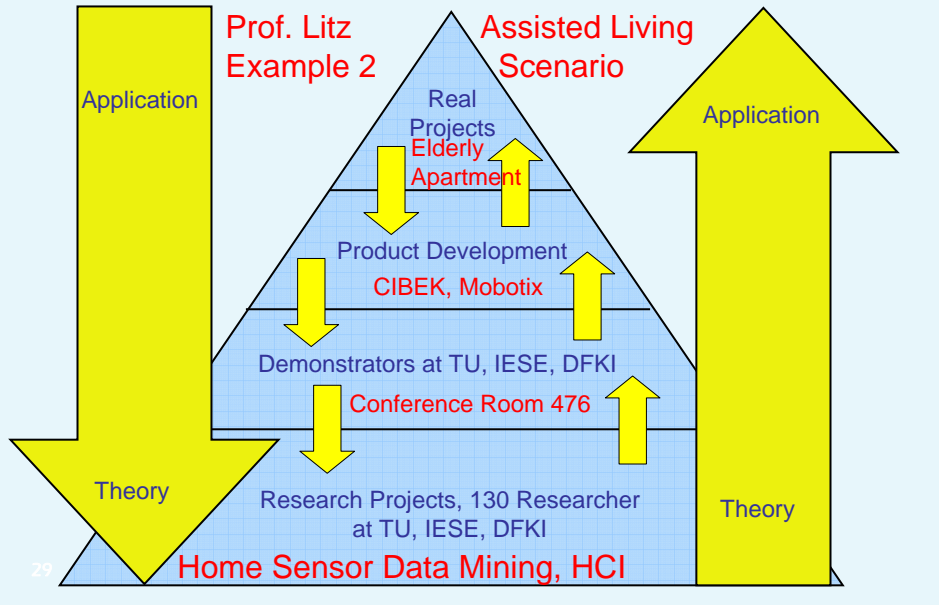 Prof. Litz
Example 2
Assisted Living
Scenario
Application
Application
Real
Projects
Elderly
Apartment
Product Development
CIBEK, Mobotix
Demonstrators at TU, IESE, DFKI
Conference Room 476
Theory
Theory
Research Projects, 130 Researcher
at TU, IESE, DFKI
Home Sensor Data Mining, HCI
29